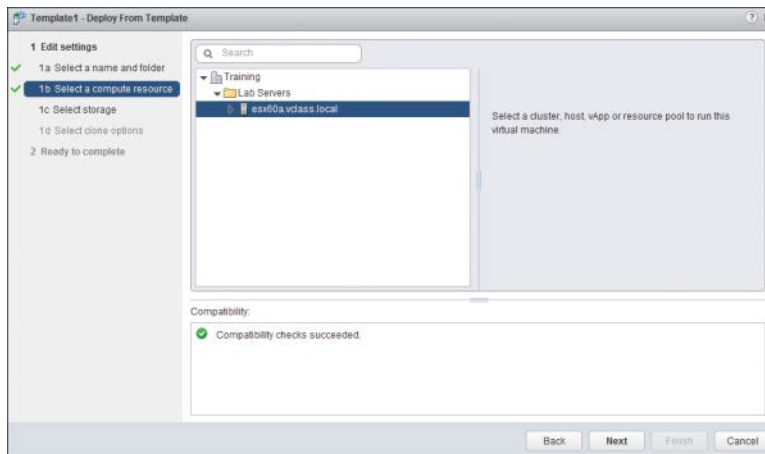 Template1 - Deploy From Template
?
1 Edit settings
1a Select a name and folder
1b Select a compute resource
1c Select storage
1d Select clone options
2 Ready to complete
Search
Training
Lab Servers
esx60a.vclass.local
Select a cluster, host, vApp or resource pool to run this
virtual machine.
Compatibility:
Compatibility checks succeeded.
Back Next Finish Cancel